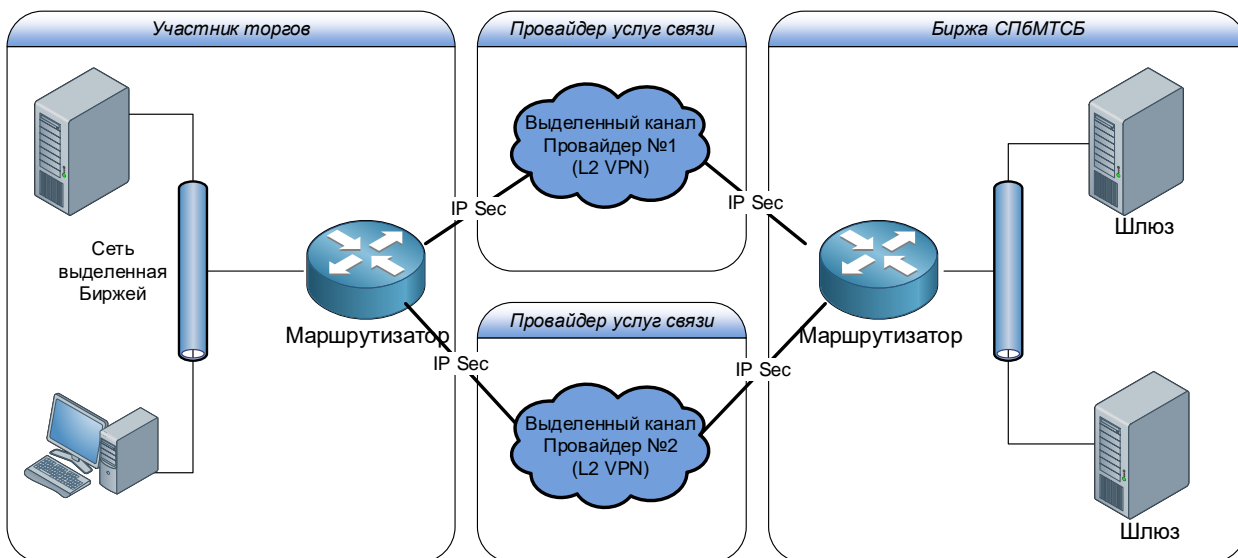 Участник торгов
Провайдер услуг связи
Биржа СПбМТСБ
Выделенный канал
Провайдер №1
(L2 VPN)
IP Sec
IP Sec
Шлюз
Сеть
выделенная
Биржей
Маршрутизатор
Провайдер услуг связи
Маршрутизатор
IP Sec
IP Sec
Выделенный канал
Провайдер №2
(L2 VPN)
Шлюз